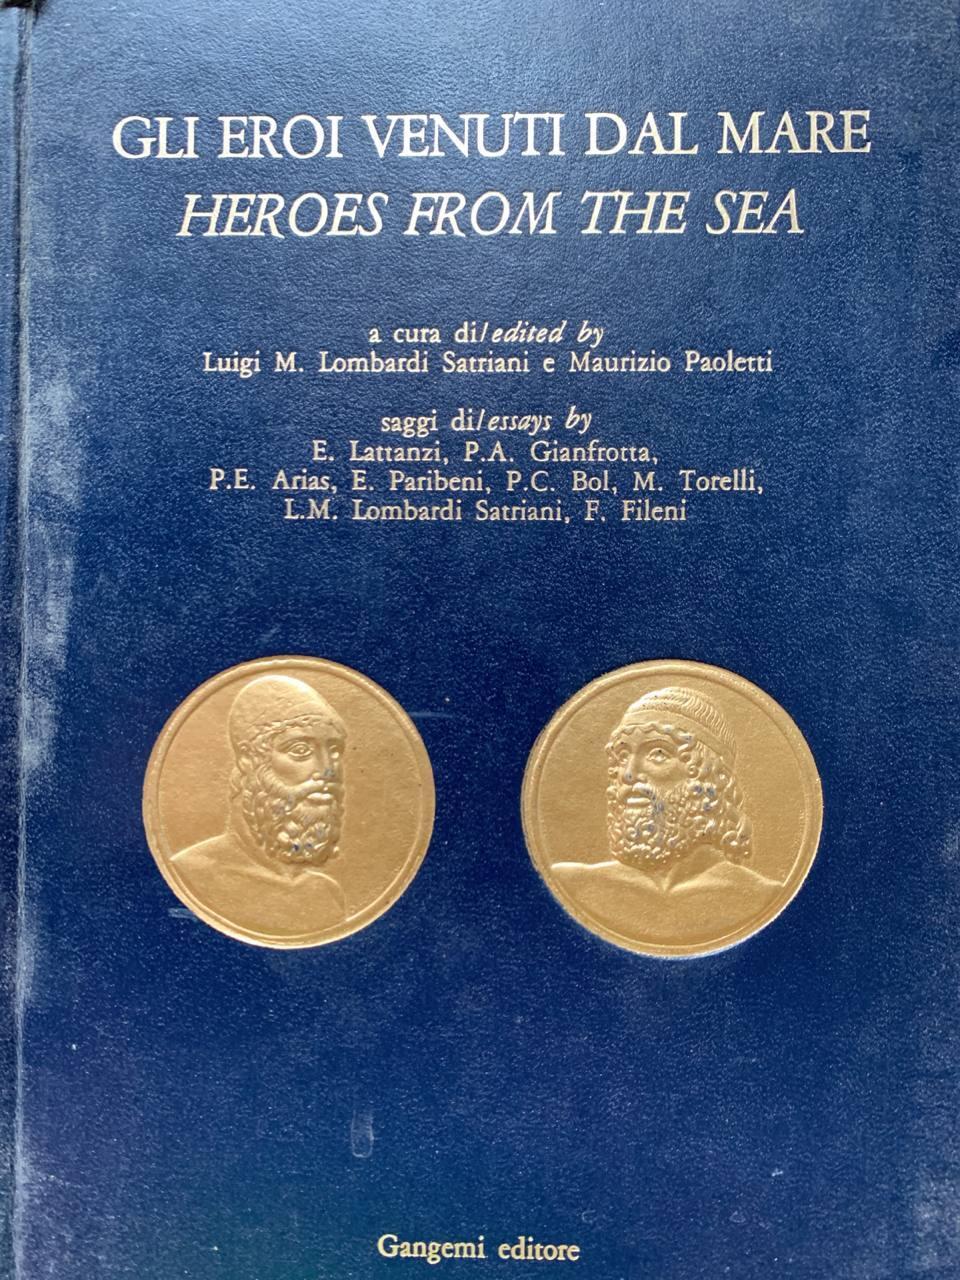 GLI EROI VENUTI DAL MARE
HEROES FROM THE SEA
a cura di/edited by
Luigi M. Lombardi Satriani e Maurizio Paoletti
saggi di/essays by
E. Lattanzi, P.A. Gianfrotta,
P.E. Arias, E. Paribeni, P.C. Bol, M. Torelli,
L.M. Lombardi Satriani, F. Fileni
Gangemi editore